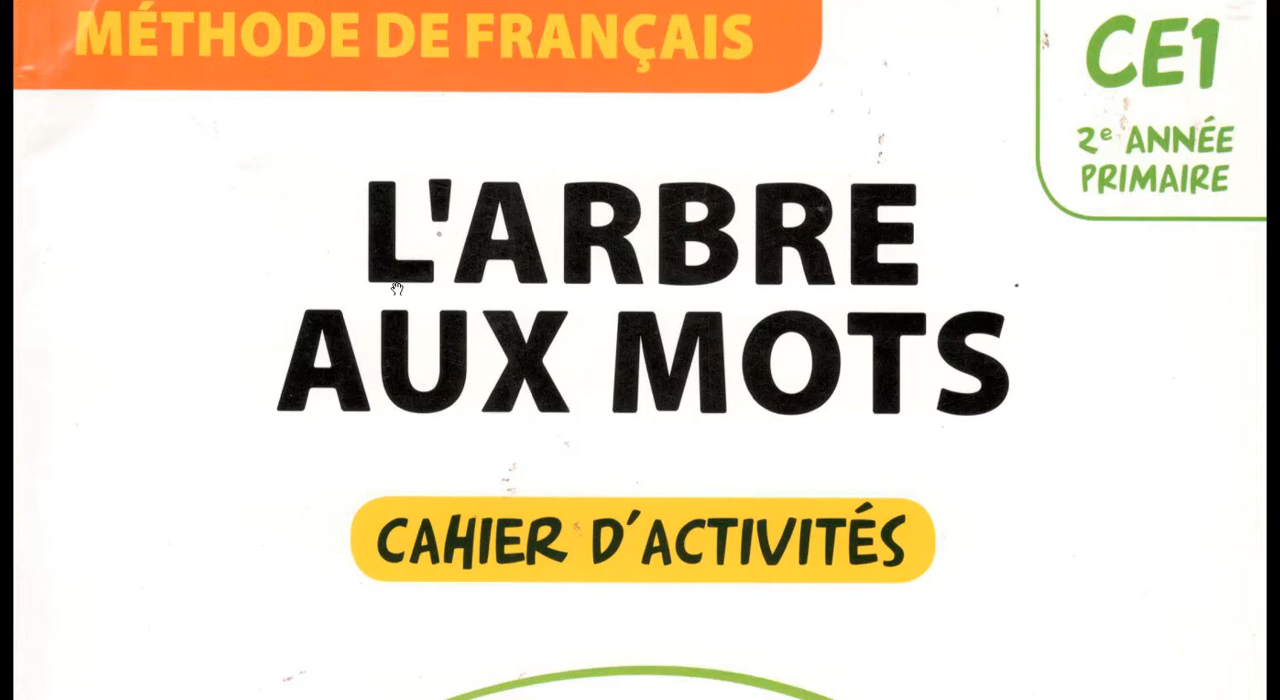 MÉTHODE DE FRANÇAIS
CE1
2e ANNÉE
PRIMAIRE
L'ARBRE
AUX MOTS
CAHIER D'ACTIVITÉS